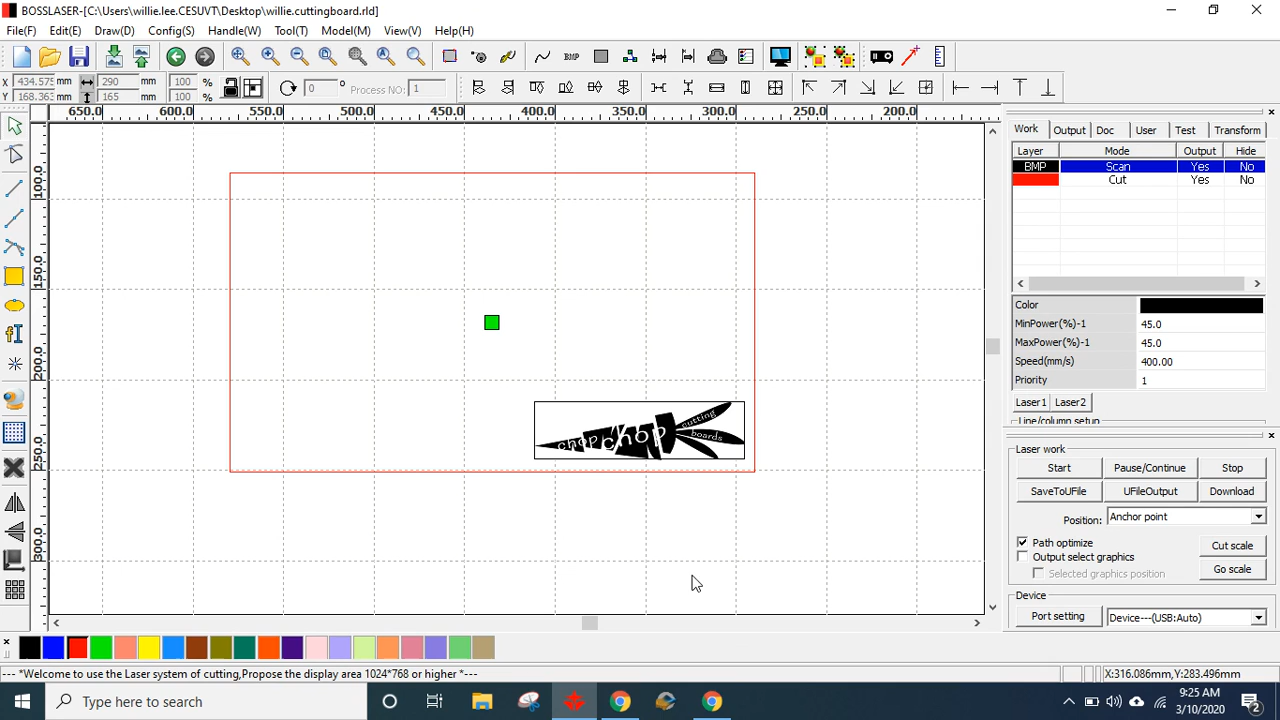 BOSSLASER-[C:\Users\willie.lee.CESUVT\Desktop\willie.cuttingboard.rld]
File(F) Edit(E) Draw(D) Config(S) Handle(W) Tool(T) Model(M) View(V) Help(H)
BMP
X 434.575 mm 290 mm 100 %
Y 168.363 mm 165 mm 100 %
0 ° Process NO: 1
650.0 600.0 550.0 500.0 450.0 400.0 350.0 300.0 250.0 200.0
100.0
150.0
200.0
250.0
300.0
chop chop cutting
boards
Work Output Doc User Test Transform
Layer Mode Output Hide
BMP Scan Yes No
Cut Yes No
Color
MinPower(%)-1 45.0
MaxPower(%)-1 45.0
Speed(mm/s) 400.00
Priority 1
Laser1 Laser2
Line/column setup
Laser work
Start Pause/Continue Stop
SaveToUFile UFileOutput Download
Position: Anchor point
Path optimize
Output select graphics
Selected graphics position
Cut scale
Go scale
Device
Port setting Device---(USB:Auto)
--- *Welcome to use the Laser system of cutting,Propose the display area 1024*768 or higher *---
X:316.086mm,Y:283.496mm
Type here to search
9:25 AM
3/10/2020
2